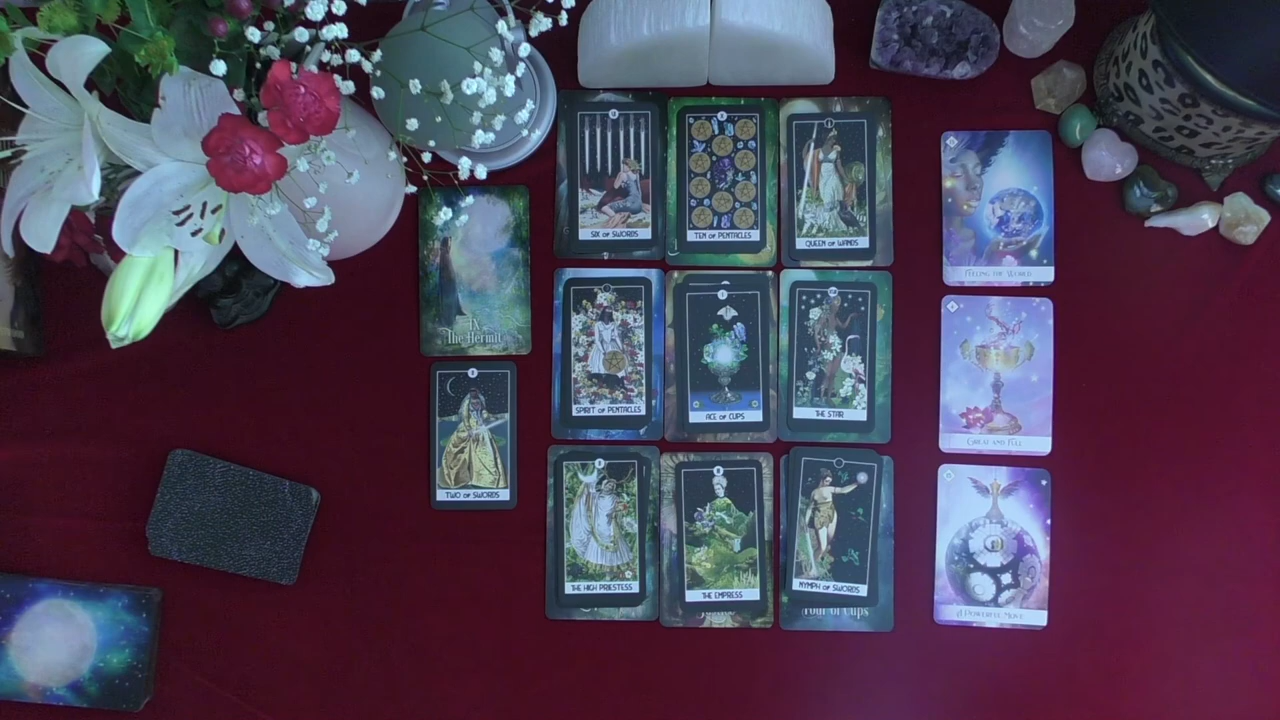 SIX OF SWORDS
TEN OF PENTACLES
QUEEN OF WANDS
IX
The Hermit
TWO OF SWORDS
SPIRIT OF PENTACLES
ACE OF CUPS
THE STAR
THE HIGH PRIESTESS
THE EMPRESS
NYMPH OF SWORDS
Four of Cups
FEELING THE WORLD
GREAT AND FULL
A POWERFUL MOVE